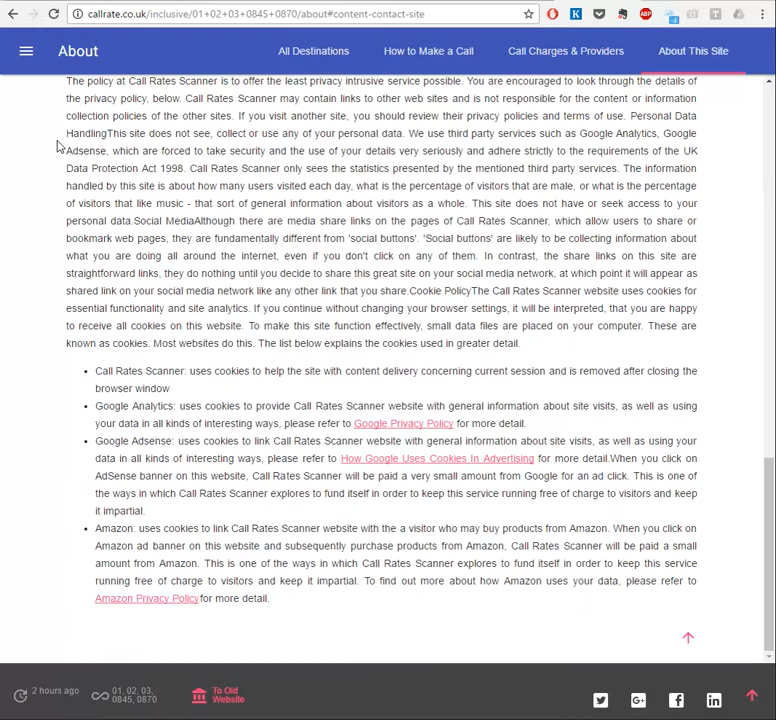 callrate.co.uk/inclusive/01+02+03+0845+0870/about#content-contact-site
About
All Destinations
How to Make a Call
Call Charges & Providers
About This Site
The policy at Call Rates Scanner is to offer the least privacy intrusive service possible. You are encouraged to look through the details of
the privacy policy, below. Call Rates Scanner may contain links to other web sites and is not responsible for the content or information
collection policies of the other sites. If you visit another site, you should review their privacy policies and terms of use. Personal Data
HandlingThis site does not see, collect or use any of your personal data. We use third party services such as Google Analytics, Google
Adsense, which are forced to take security and the use of your details very seriously and adhere strictly to the requirements of the UK
Data Protection Act 1998. Call Rates Scanner only sees the statistics presented by the mentioned third party services. The information
handled by this site is about how many users visited each day, what is the percentage of visitors that are male, or what is the percentage
of visitors that like music - that sort of general information about visitors as a whole. This site does not have or seek access to your
personal data.Social MediaAlthough there are media share links on the pages of Call Rates Scanner, which allow users to share or
bookmark web pages, they are fundamentally different from 'social buttons'. 'Social buttons' are likely to be collecting information about
what you are doing all around the internet, even if you don't click on any of them. In contrast, the share links on this site are
straightforward links, they do nothing until you decide to share this great site on your social media network, at which point it will appear as
shared link on your social media network like any other link that you share.Cookie PolicyThe Call Rates Scanner website uses cookies for
essential functionality and site analytics. If you continue without changing your browser settings, it will be interpreted, that you are happy
to receive all cookies on this website. To make this site function effectively, small data files are placed on your computer. These are
known as cookies. Most websites do this. The list below explains the cookies used in greater detail.
• Call Rates Scanner: uses cookies to help the site with content delivery concerning current session and is removed after closing the
browser window
• Google Analytics: uses cookies to provide Call Rates Scanner website with general information about site visits, as well as using
your data in all kinds of interesting ways, please refer to Google Privacy Policy for more detail.
• Google Adsense: uses cookies to link Call Rates Scanner website with general information about site visits, as well as using your
data in all kinds of interesting ways, please refer to How Google Uses Cookies In Advertising for more detail.When you click on
AdSense banner on this website, Call Rates Scanner will be paid a very small amount from Google for an ad click. This is one of
the ways in which Call Rates Scanner explores to fund itself in order to keep this service running free of charge to visitors and keep
it impartial.
• Amazon: uses cookies to link Call Rates Scanner website with the a visitor who may buy products from Amazon. When you click on
Amazon ad banner on this website and subsequently purchase products from Amazon, Call Rates Scanner will be paid a small
amount from Amazon. This is one of the ways in which Call Rates Scanner explores to fund itself in order to keep this service
running free of charge to visitors and keep it impartial. To find out more about how Amazon uses your data, please refer to
Amazon Privacy Policyfor more detail.
2 hours ago
01, 02, 03,
0845, 0870
To Old
Website